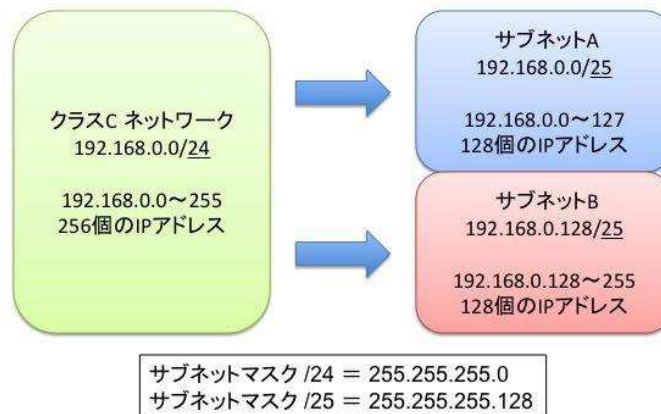 クラスC ネットワーク
192.168.0.0/24
192.168.0.0～255
256個のIPアドレス
サブネットA
192.168.0.0/25
192.168.0.0～127
128個のIPアドレス
サブネットB
192.168.0.128/25
192.168.0.128～255
128個のIPアドレス
サブネットマスク /24 ＝ 255.255.255.0
サブネットマスク /25 ＝ 255.255.255.128